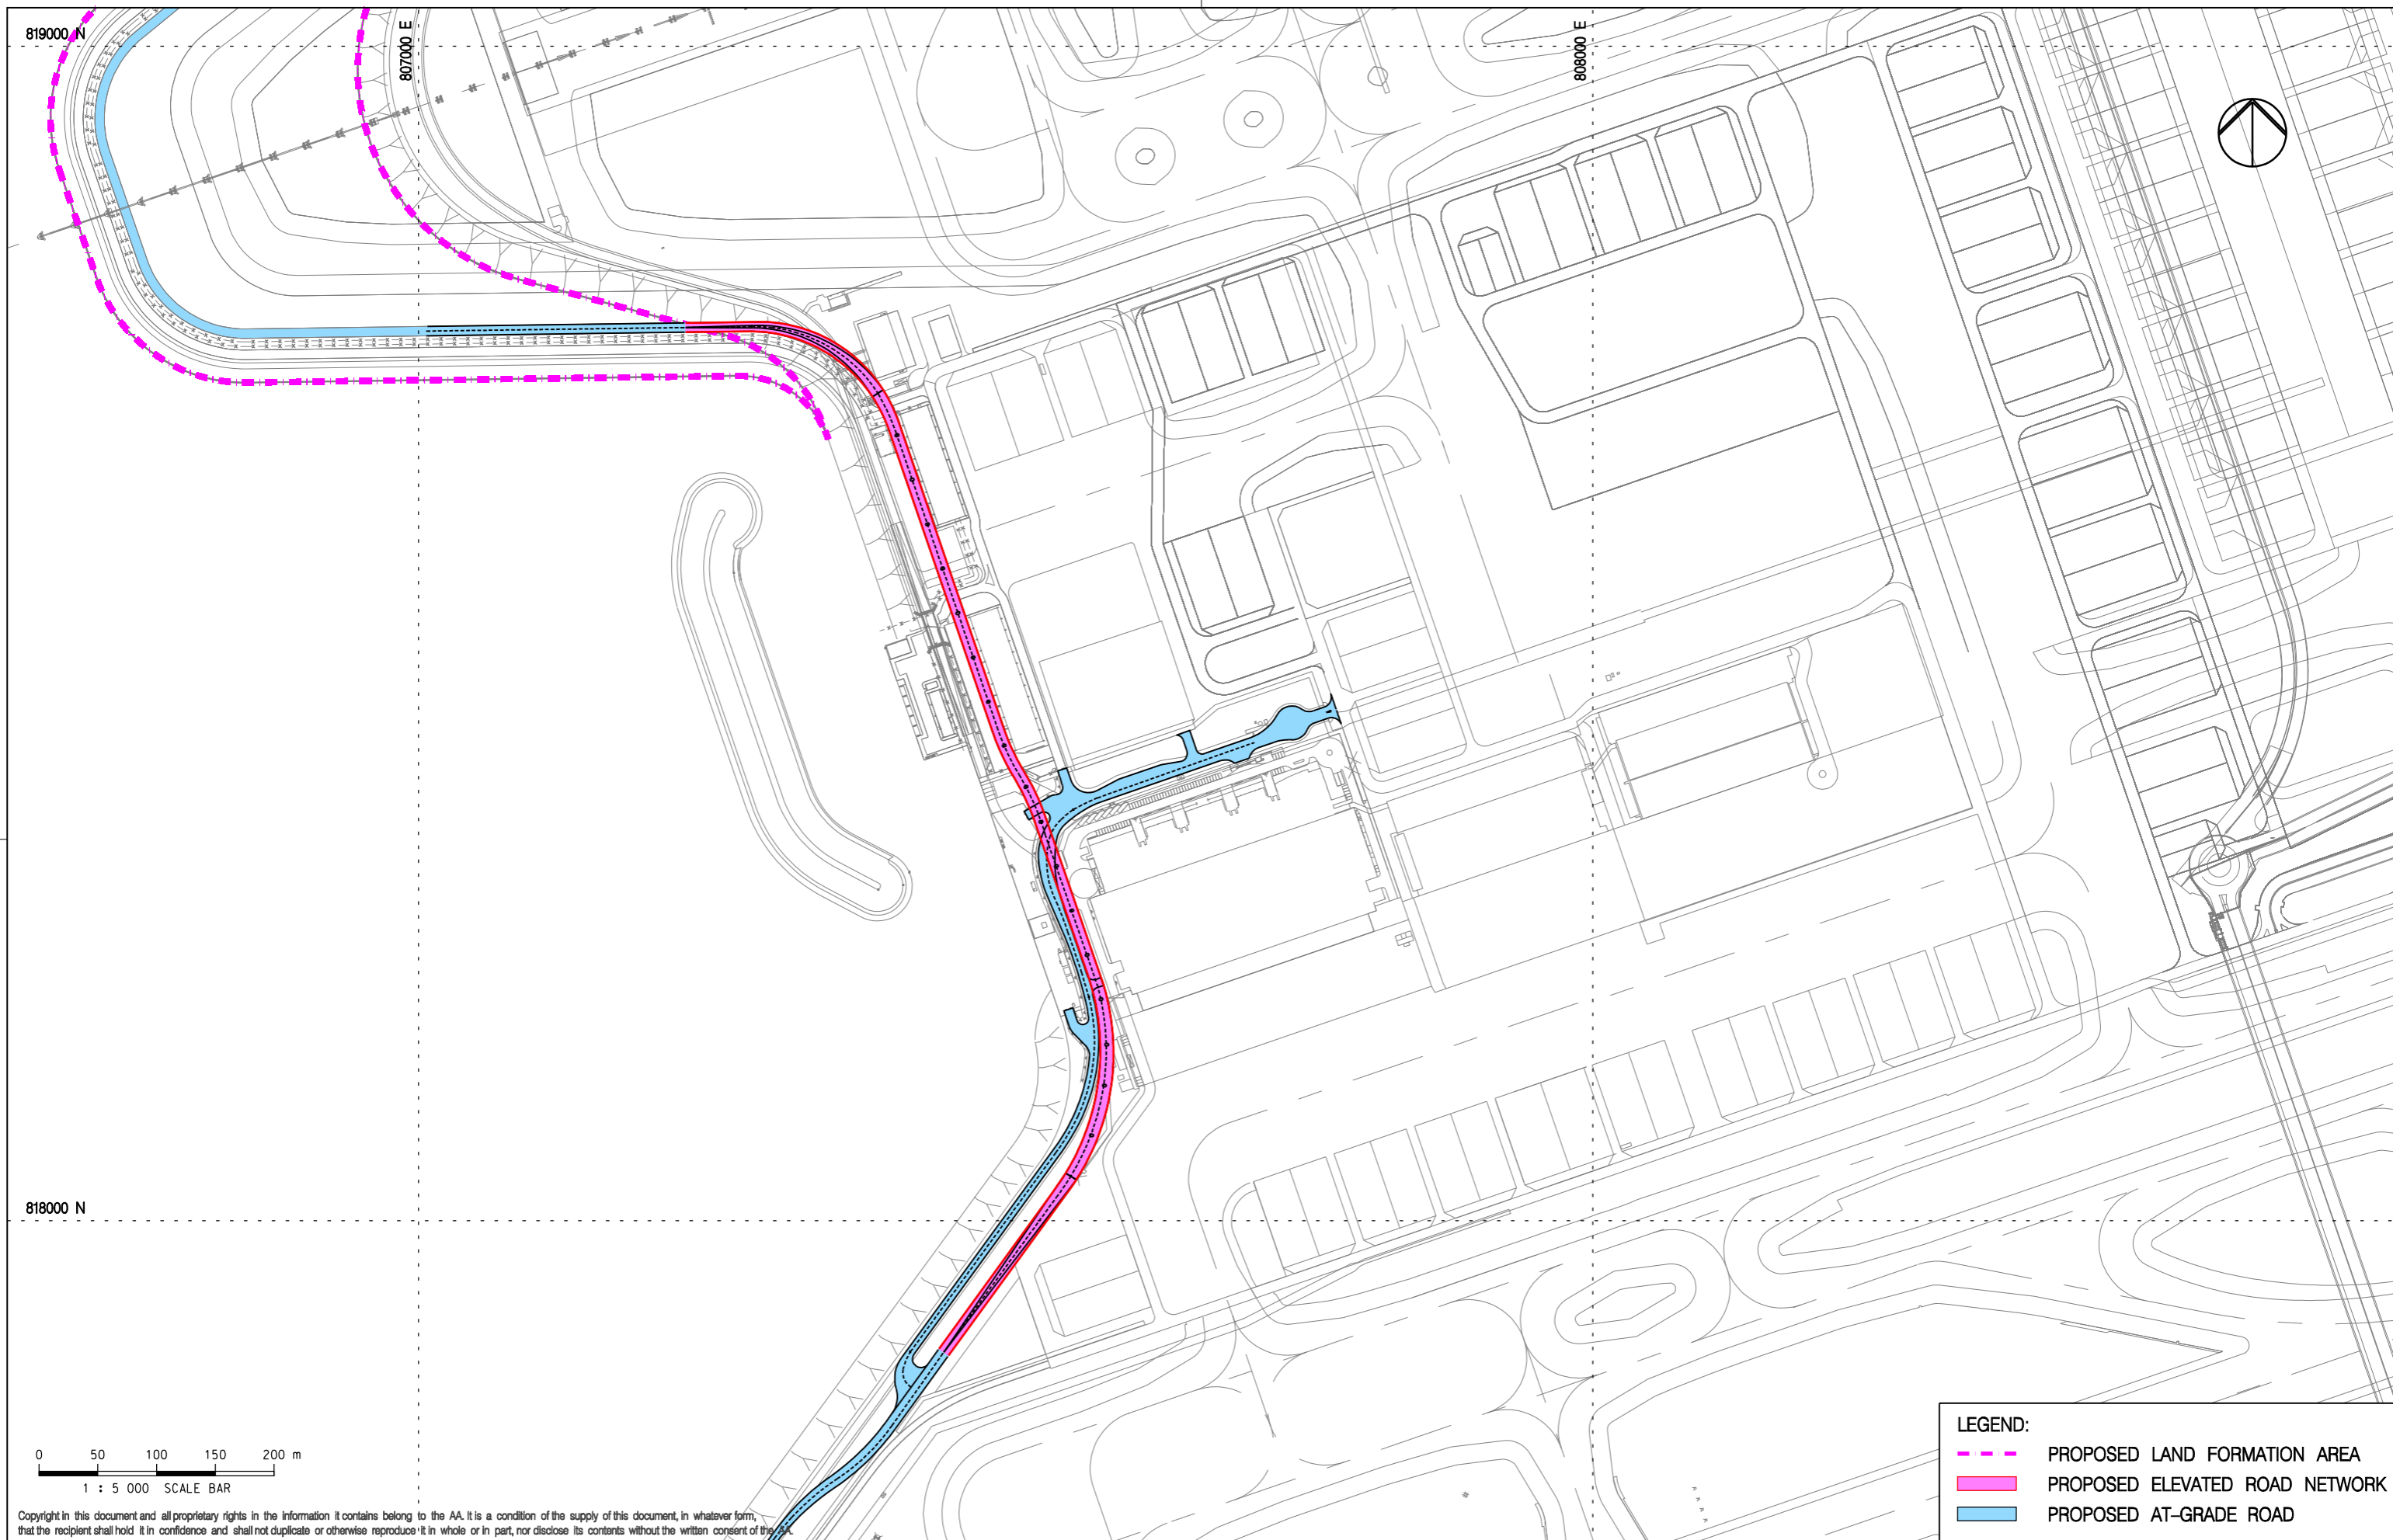 819000 N
807000 E
808000 E
818000 N
0 50 100 150 200 m
1 : 5 000 SCALE BAR
Copyright in this document and all proprietary rights in the information it contains belong to the AA. It is a condition of the supply of this document, in whatever form,
that the recipient shall hold it in confidence and shall not duplicate or otherwise reproduce it in whole or in part, nor disclose its contents without the written consent of the AA.
LEGEND:
PROPOSED LAND FORMATION AREA
PROPOSED ELEVATED ROAD NETWORK
PROPOSED AT-GRADE ROAD